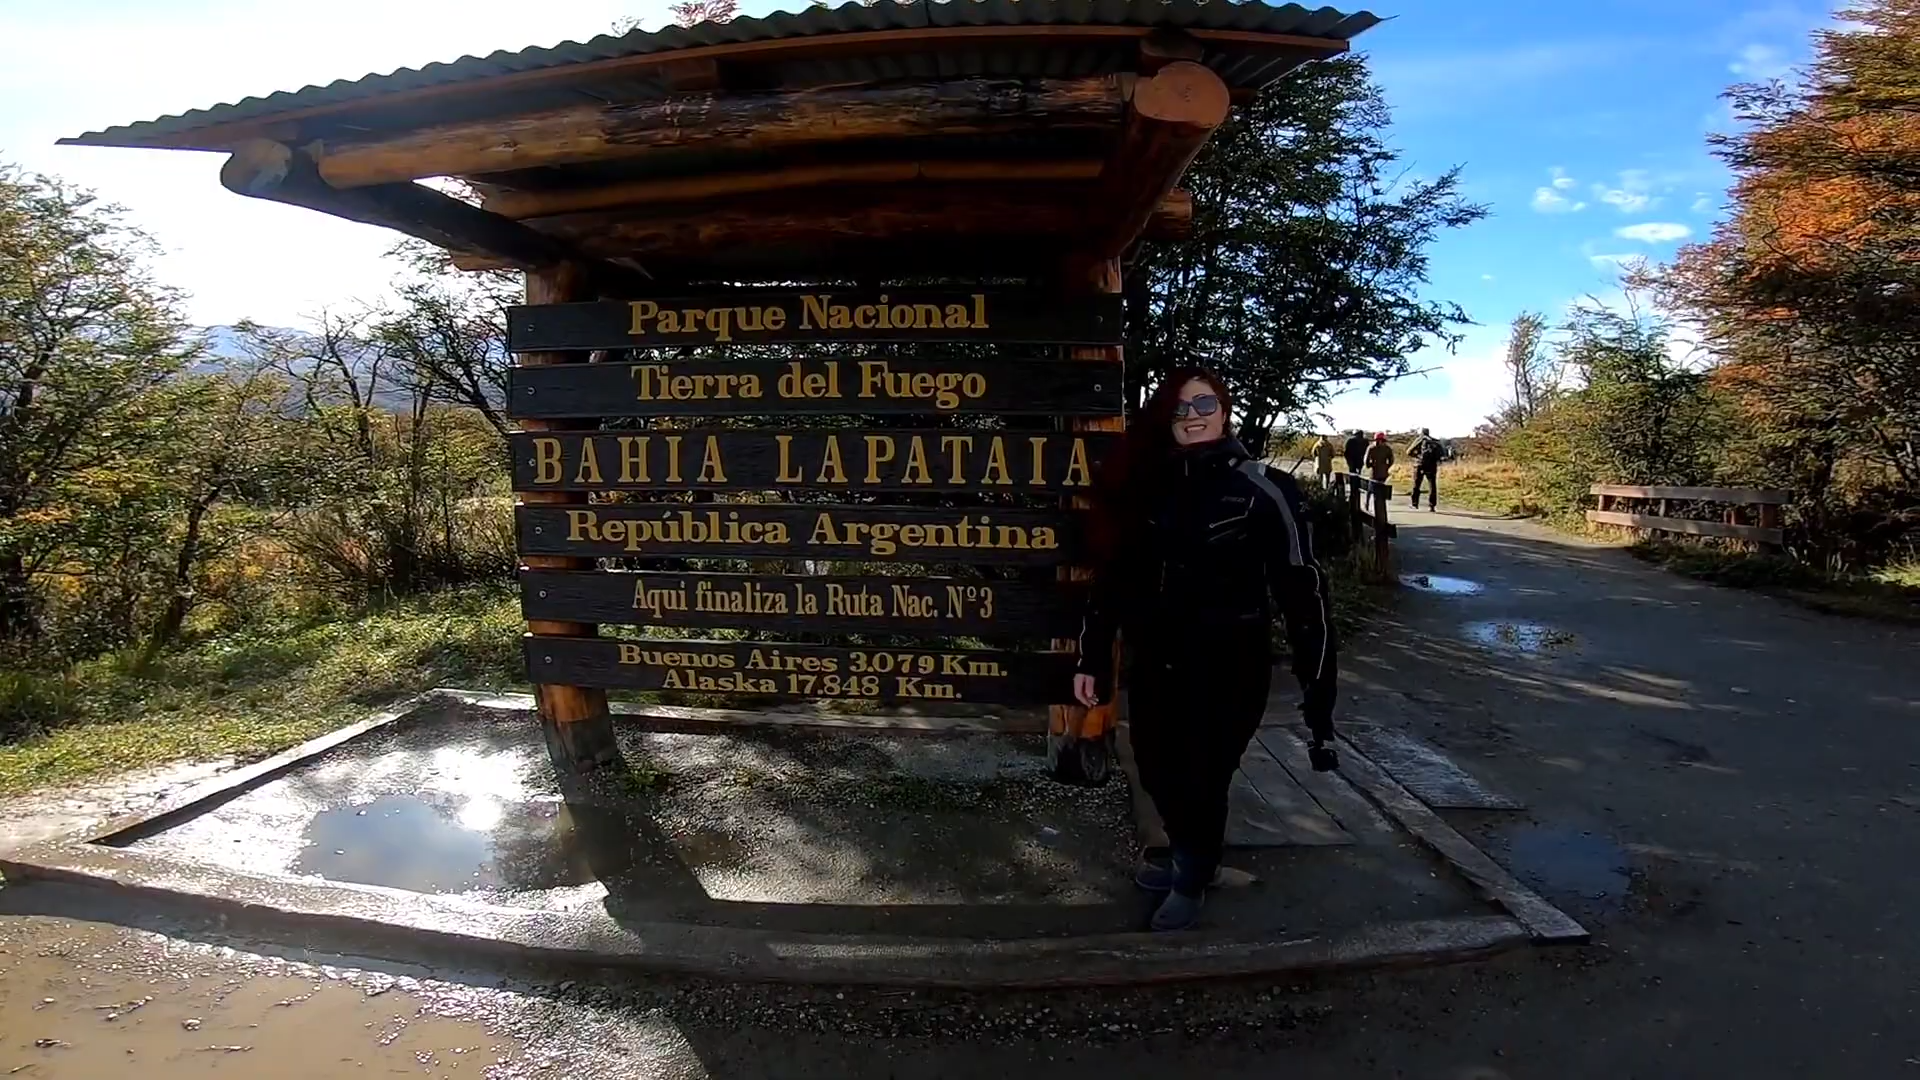 Parque Nacional
Tierra del Fuego
BAHIA LAPATAIA
República Argentina
Aqui finaliza la Ruta Nac. Nº 3
Buenos Aires 3.079 Km.
Alaska 17.848 Km.